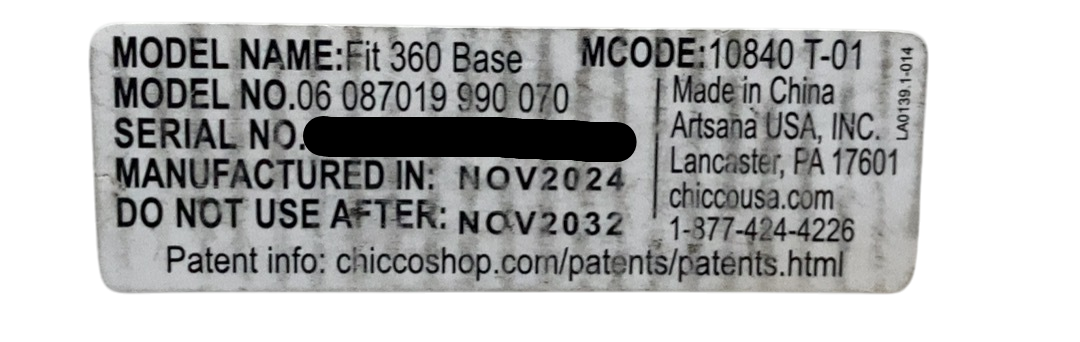 MODEL NAME:Fit 360 Base MCODE:10840 T-01
MODEL NO.06 087019 990 070
SERIAL NO.
MANUFACTURED IN: NOV2024
DO NOT USE AFTER: NOV2032
Made in China
Artsana USA, INC.
Lancaster, PA 17601
chiccousa.com
1-877-424-4226
LA0139.1-014
Patent info: chiccoshop.com/patents/patents.html